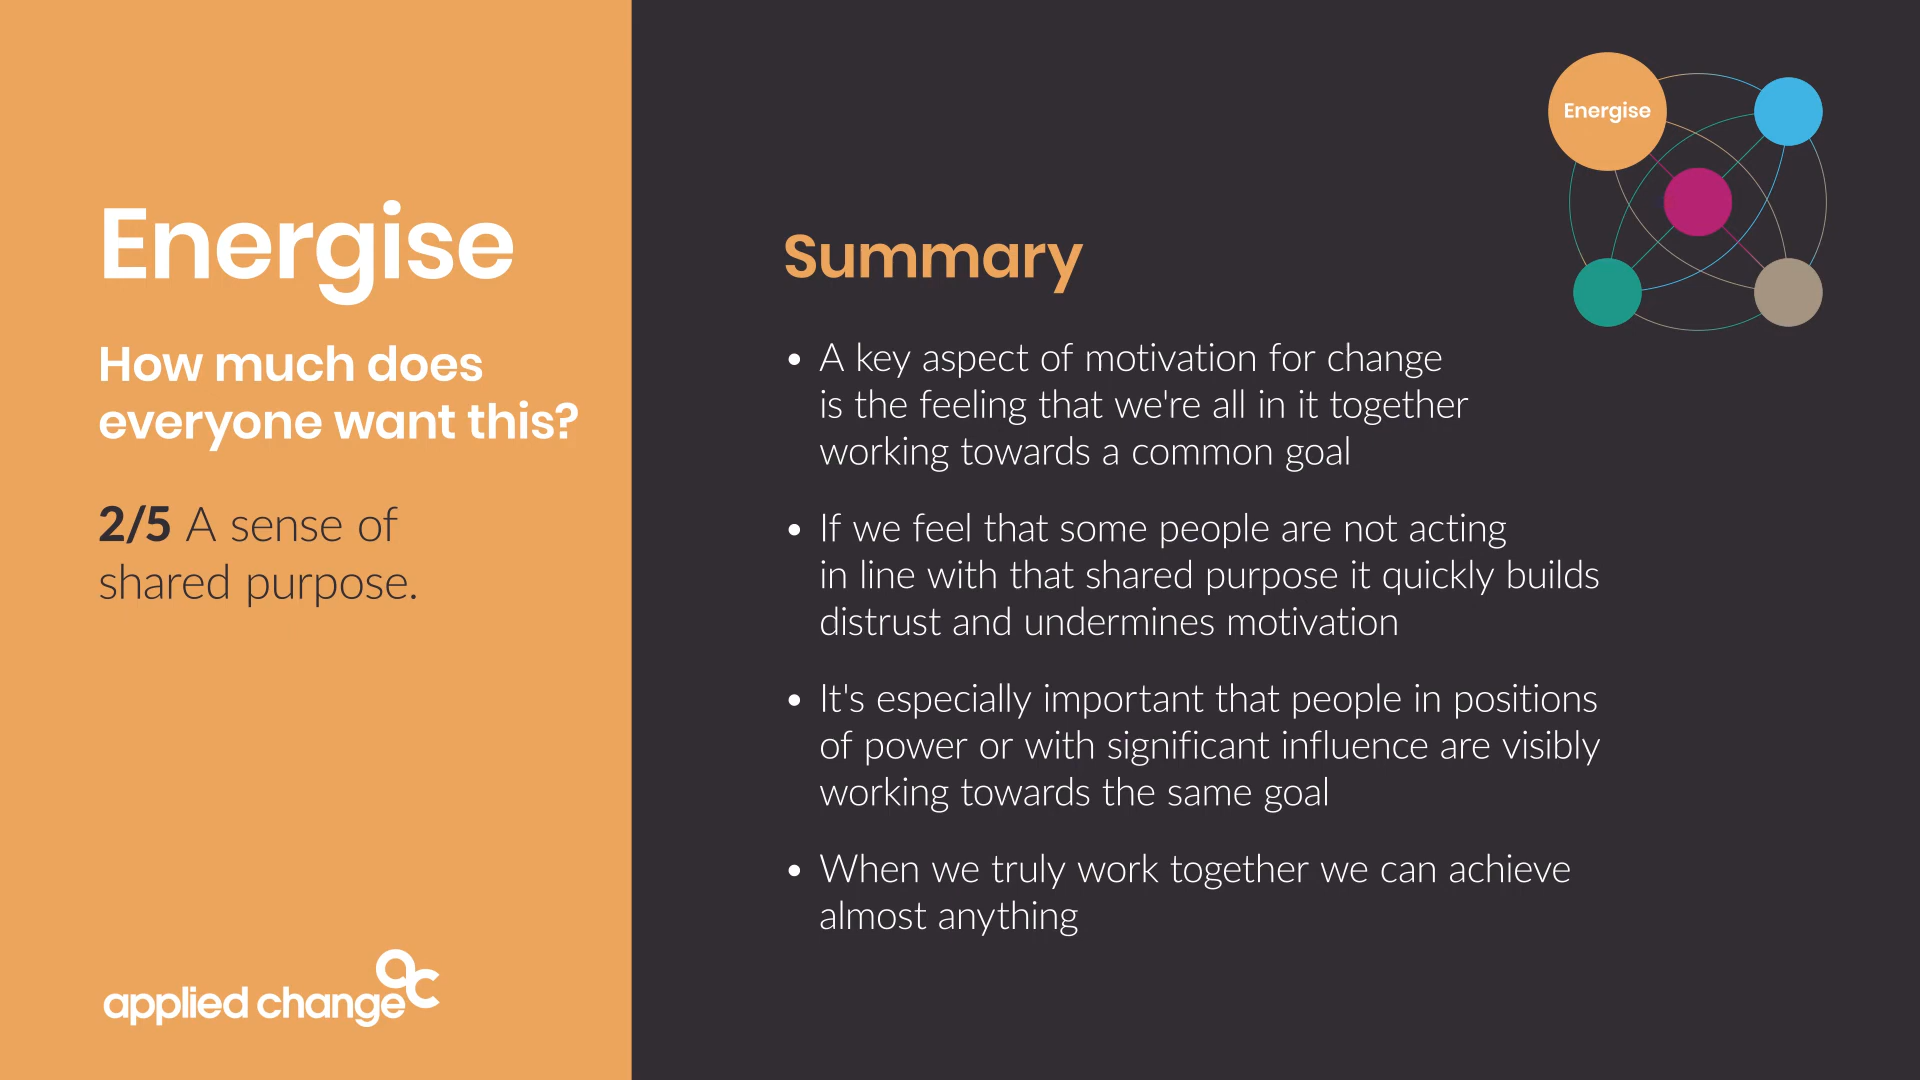 Energise
How much does
everyone want this?
2/5 A sense of
shared purpose.
applied change
ac
Energise
Summary
• A key aspect of motivation for change
is the feeling that we're all in it together
working towards a common goal
• If we feel that some people are not acting
in line with that shared purpose it quickly builds
distrust and undermines motivation
• It's especially important that people in positions
of power or with significant influence are visibly
working towards the same goal
• When we truly work together we can achieve
almost anything